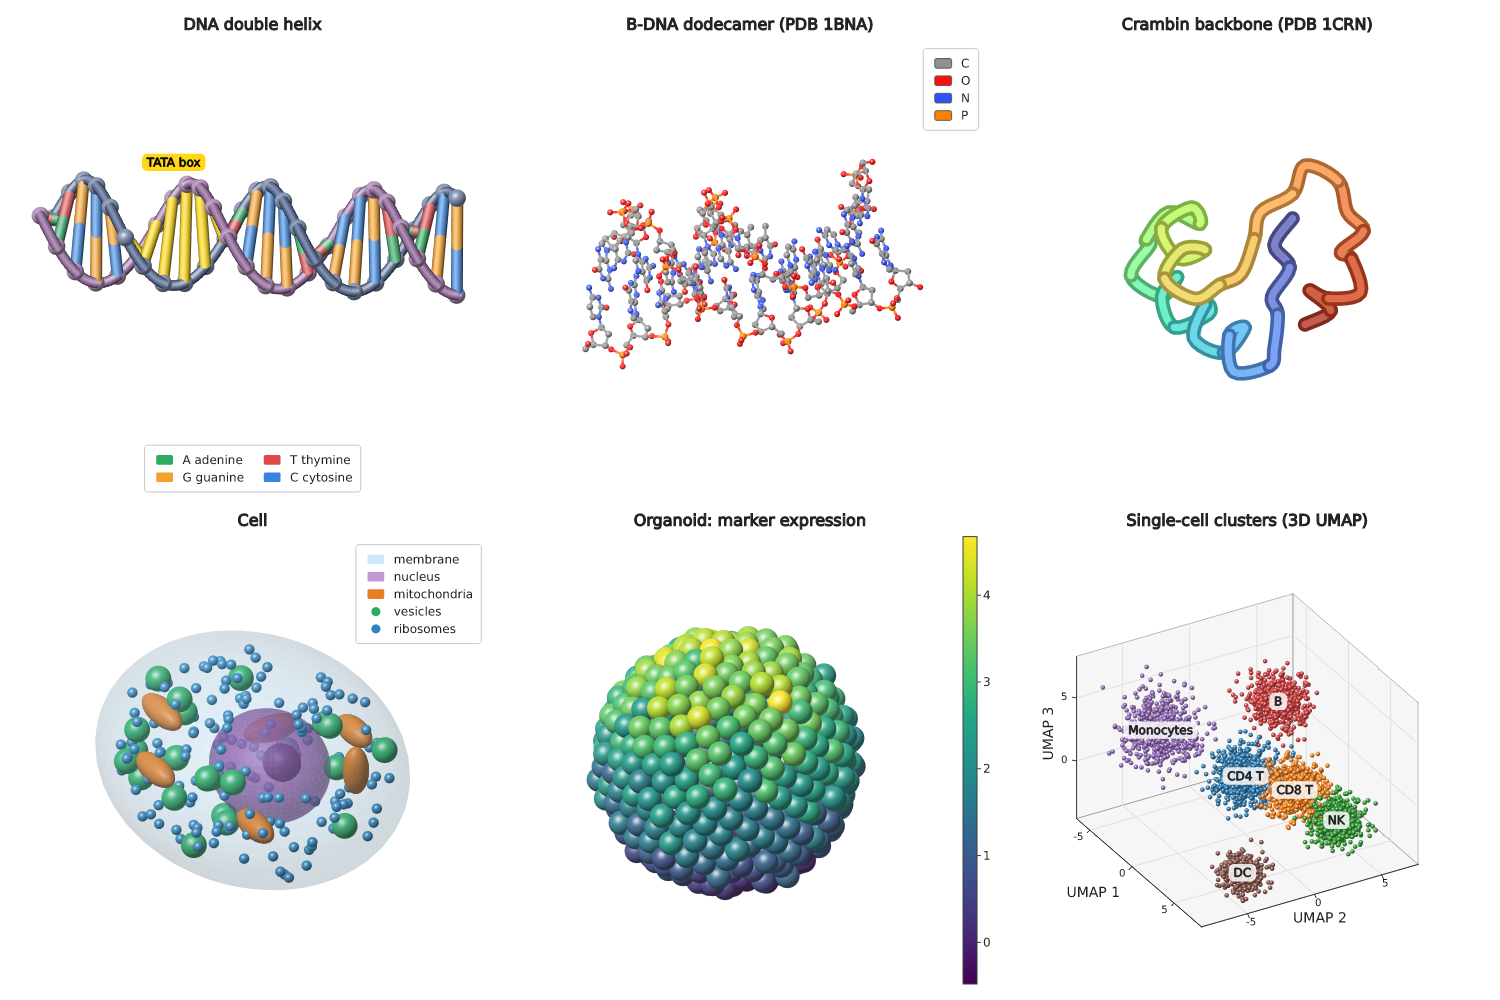 DNA double helix
TATA box
A adenine
T thymine
G guanine
C cytosine
B-DNA dodecamer (PDB 1BNA)
C
O
N
P
Crambin backbone (PDB 1CRN)
Cell
membrane
nucleus
mitochondria
vesicles
ribosomes
Organoid: marker expression
4
3
2
1
0
Single-cell clusters (3D UMAP)
UMAP 3
5
0
Monocytes
B
CD4 T
CD8 T
NK
DC
-5
0
5
UMAP 1
-5
0
5
UMAP 2